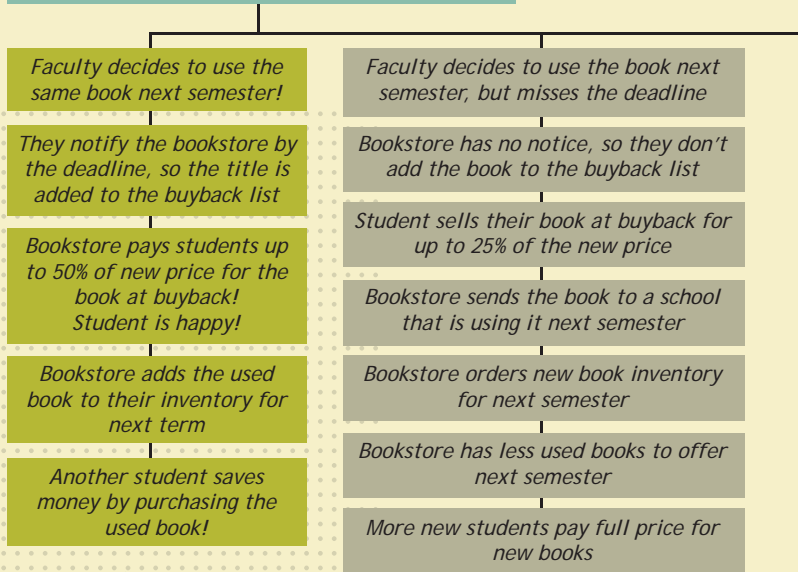 Faculty decides to use the
same book next semester!
They notify the bookstore by
the deadline, so the title is
added to the buyback list
Bookstore pays students up
to 50% of new price for the
book at buyback!
Student is happy!
Bookstore adds the used
book to their inventory for
next term
Another student saves
money by purchasing the
used book!
Faculty decides to use the book next
semester, but misses the deadline
Bookstore has no notice, so they don't
add the book to the buyback list
Student sells their book at buyback for
up to 25% of the new price
Bookstore sends the book to a school
that is using it next semester
Bookstore orders new book inventory
for next semester
Bookstore has less used books to offer
next semester
More new students pay full price for
new books